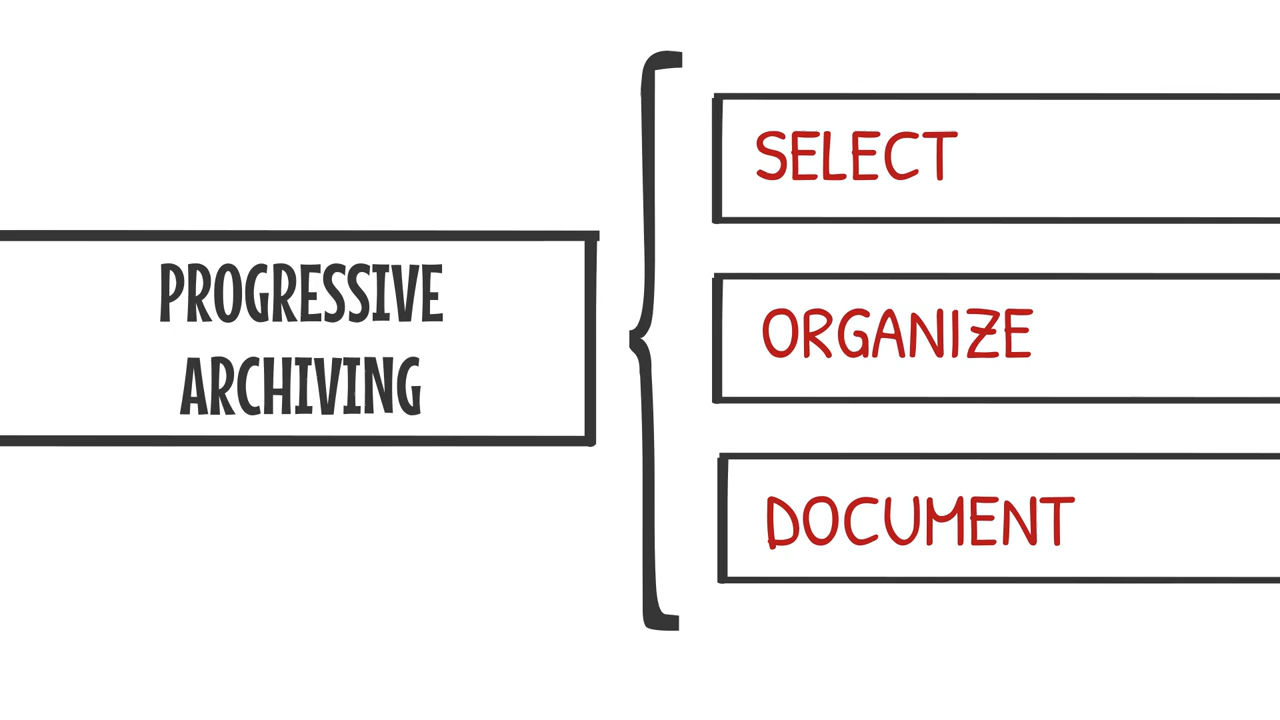 PROGRESSIVE
ARCHIVING
SELECT
ORGANIZE
DOCUMENT